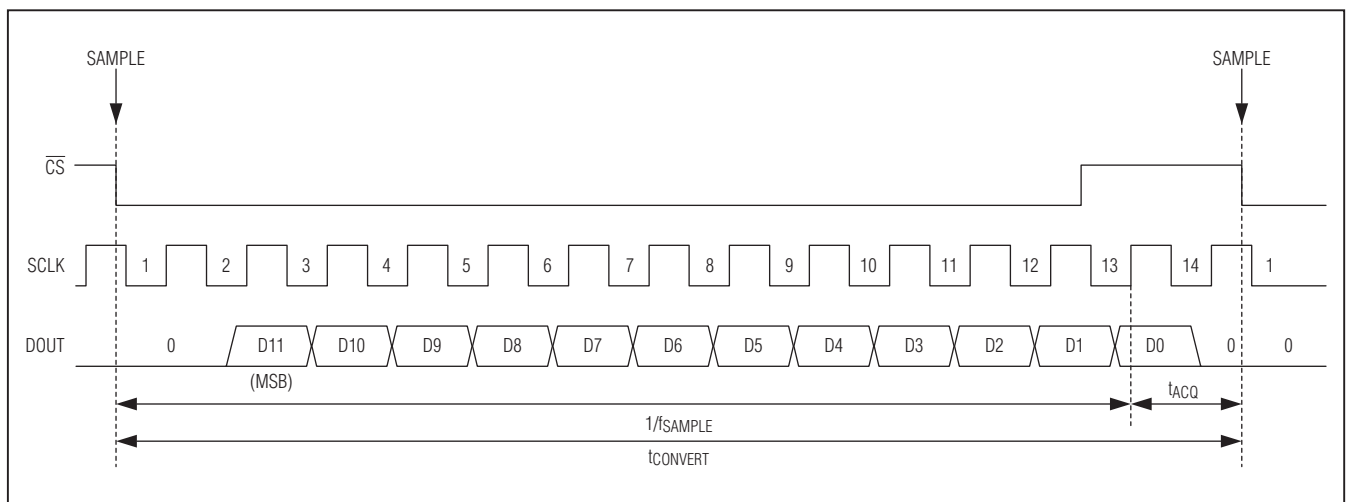 SAMPLE SAMPLE
CS
SCLK 1 2 3 4 5 6 7 8 9 10 11 12 13 14 1
DOUT 0 D11 D10 D9 D8 D7 D6 D5 D4 D3 D2 D1 D0 0 0
(MSB)
tACQ
1/fSAMPLE
tCONVERT